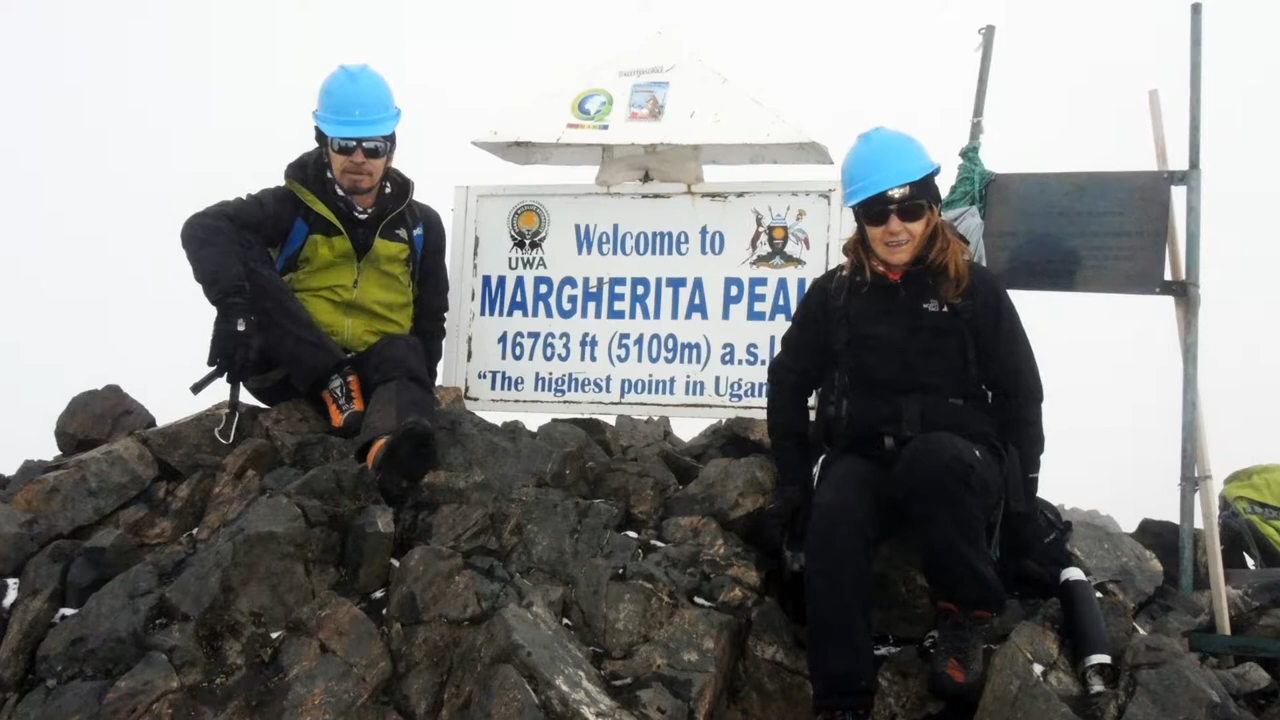 UWA
Welcome to
MARGHERITA PEA
16763 ft (5109m) a.s.l
"The highest point in Ugan